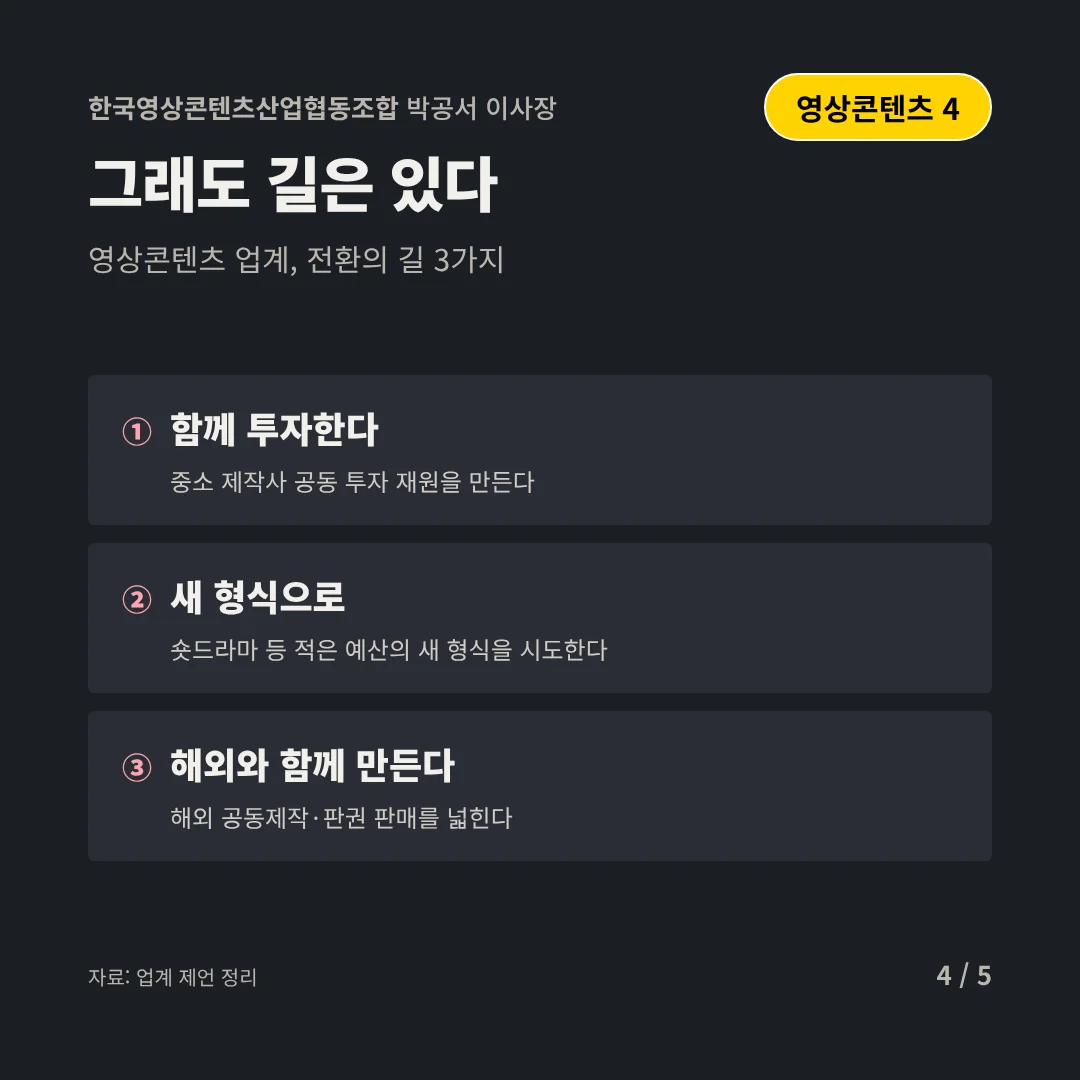 한국영상콘텐츠산업협동조합 박공서 이사장
영상콘텐츠 4
그래도 길은 있다
영상콘텐츠 업계, 전환의 길 3가지
① 함께 투자한다
중소 제작사 공동 투자 재원을 만든다
② 새 형식으로
숏드라마 등 적은 예산의 새 형식을 시도한다
③ 해외와 함께 만든다
해외 공동제작·판권 판매를 넓힌다
자료: 업계 제언 정리
4 / 5